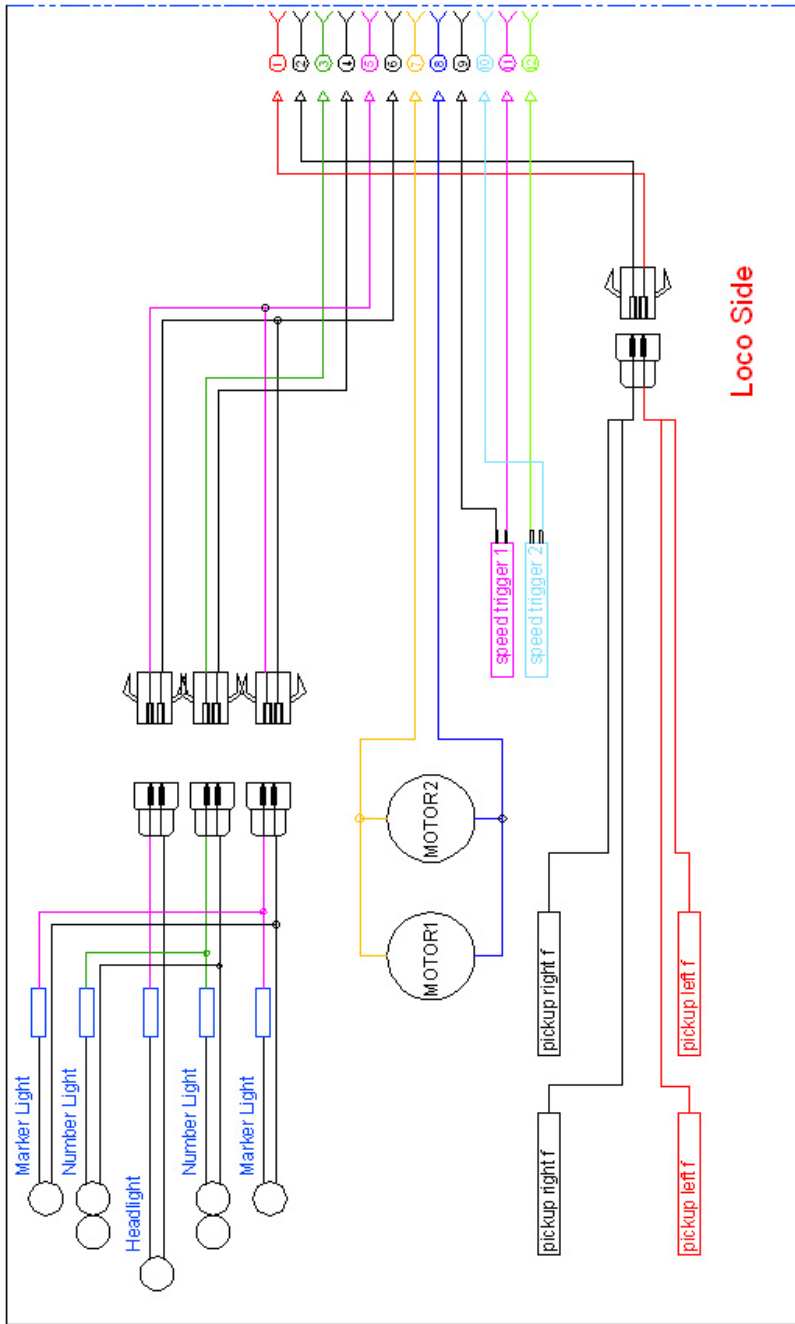 1
2
3
4
5
6
7
8
9
10
11
12
Loco Side
speed trigger 1
speed trigger 2
MOTOR2
MOTOR1
Marker Light
Number Light
Headlight
Number Light
Marker Light
pickup right f
pickup left f
pickup right f
pickup left f